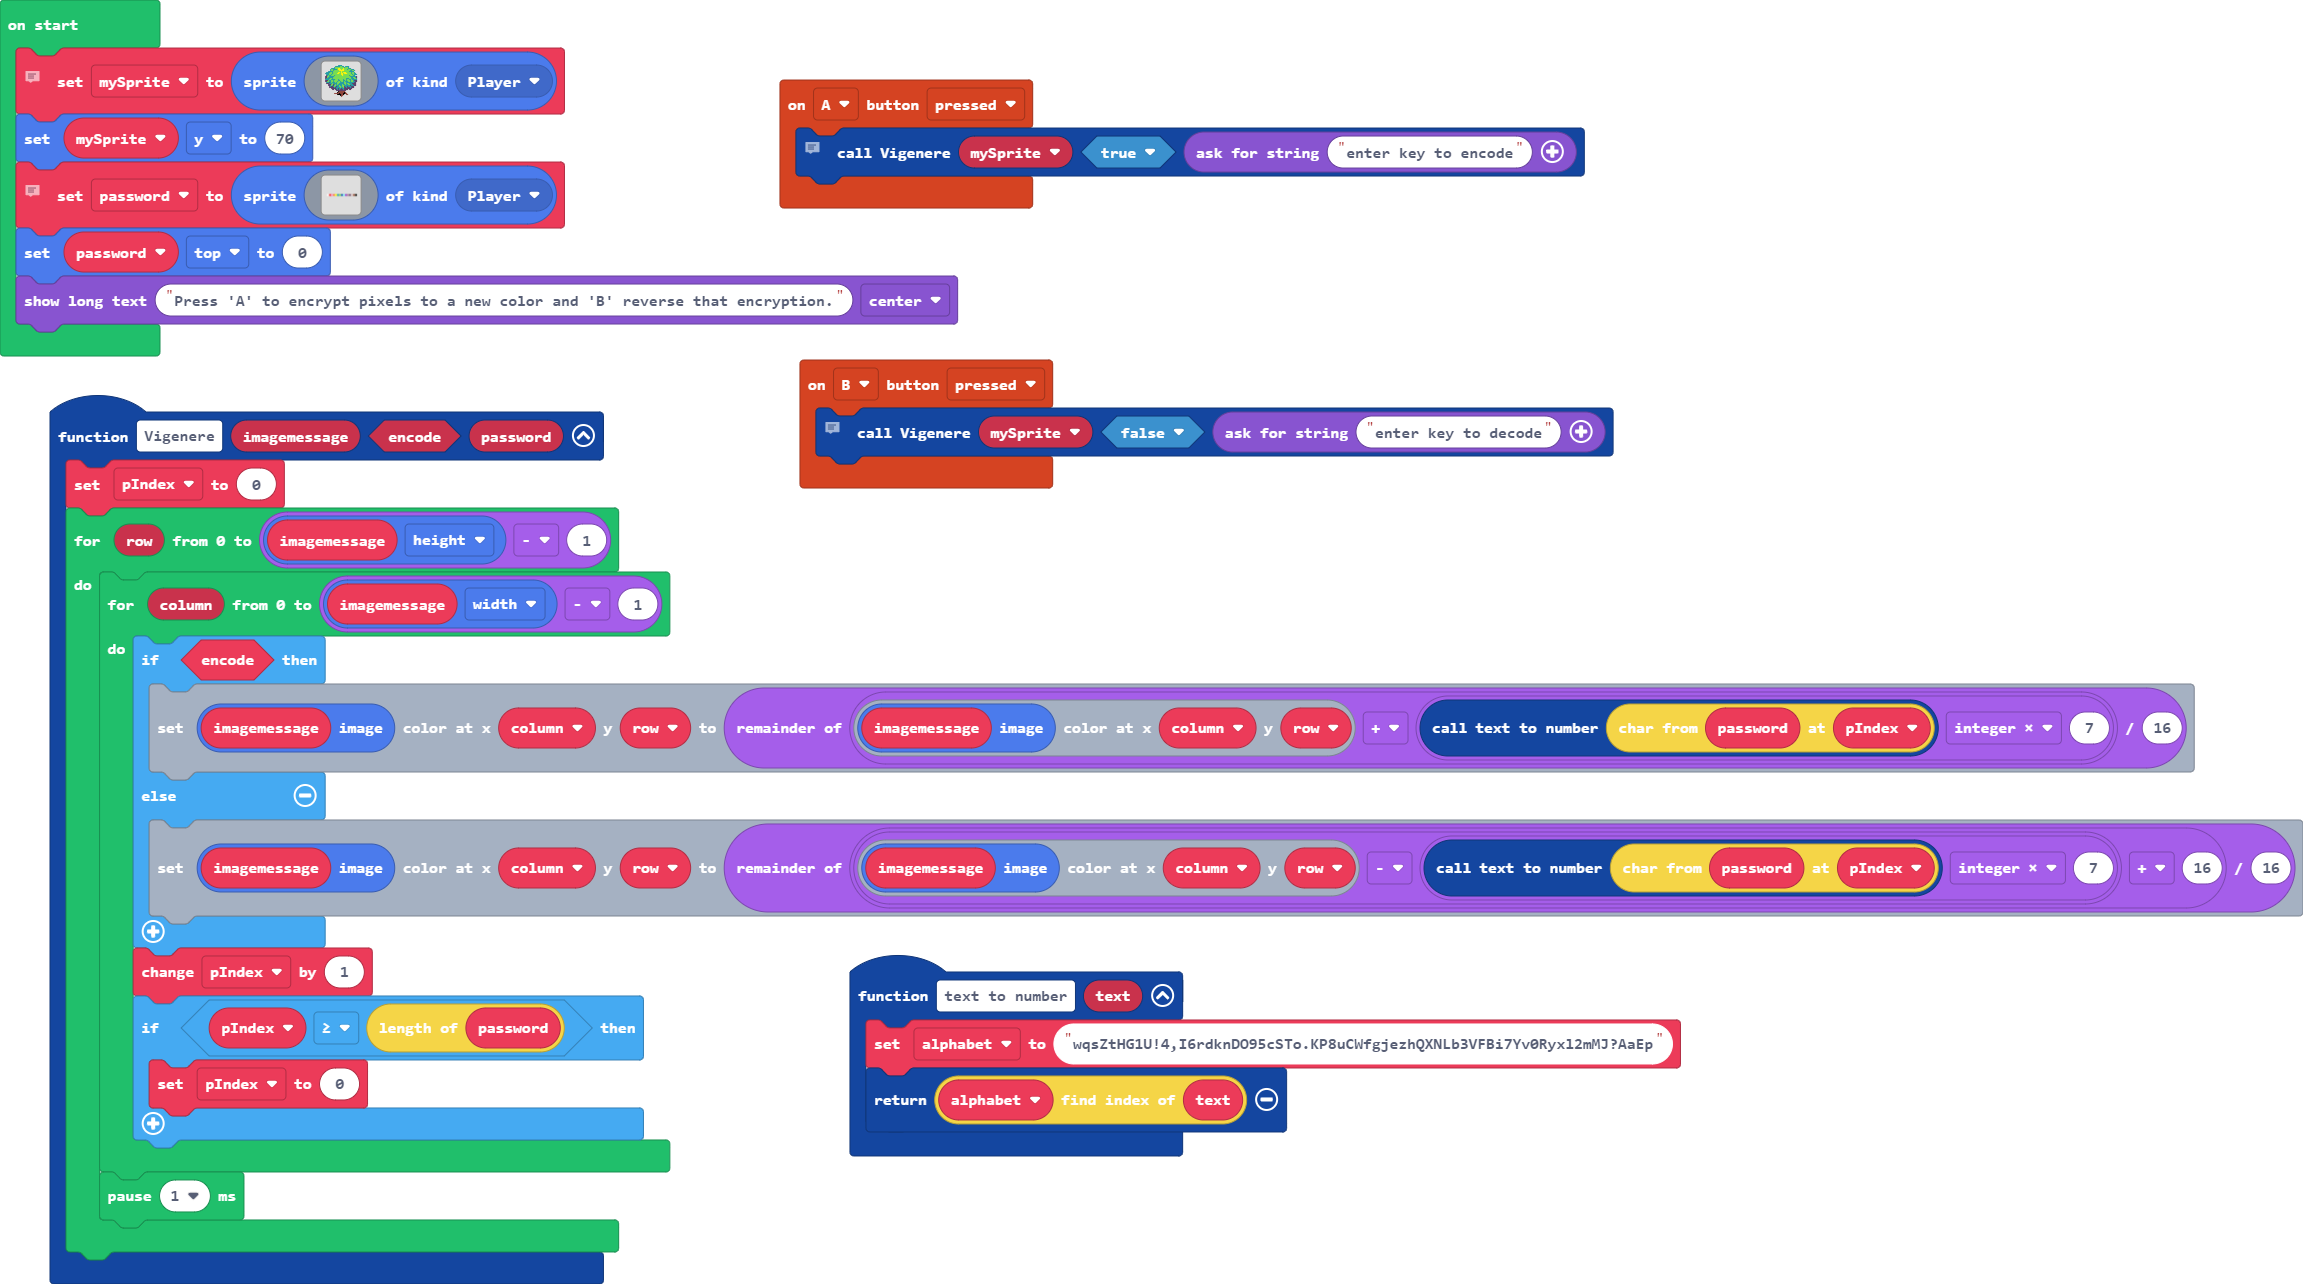 on start
set mySprite to sprite of kind Player
set mySprite y to 70
set password to sprite of kind Player
set password top to 0
show long text "Press 'A' to encrypt pixels to a new color and 'B' reverse that encryption." center
on A button pressed
call Vigenere mySprite true ask for string "enter key to encode"
on B button pressed
call Vigenere mySprite false ask for string "enter key to decode"
function Vigenere imagemessage encode password
set pIndex to 0
for row from 0 to imagemessage height - 1
do
for column from 0 to imagemessage width - 1
do
if encode then
set imagemessage image color at x column y row to remainder of imagemessage image color at x column y row + call text to number char from password at pIndex integer × 7 / 16
else
set imagemessage image color at x column y row to remainder of imagemessage image color at x column y row - call text to number char from password at pIndex integer × 7 + 16 / 16
change pIndex by 1
if pIndex ≥ length of password then
set pIndex to 0
pause 1 ms
function text to number text
set alphabet to "wqsZtHG1U!4,I6rdknDO95cSTo.KP8uCWfgjezhQXNLb3VFBi7Yv0Ryxl2mMJ?AaEp"
return alphabet find index of text